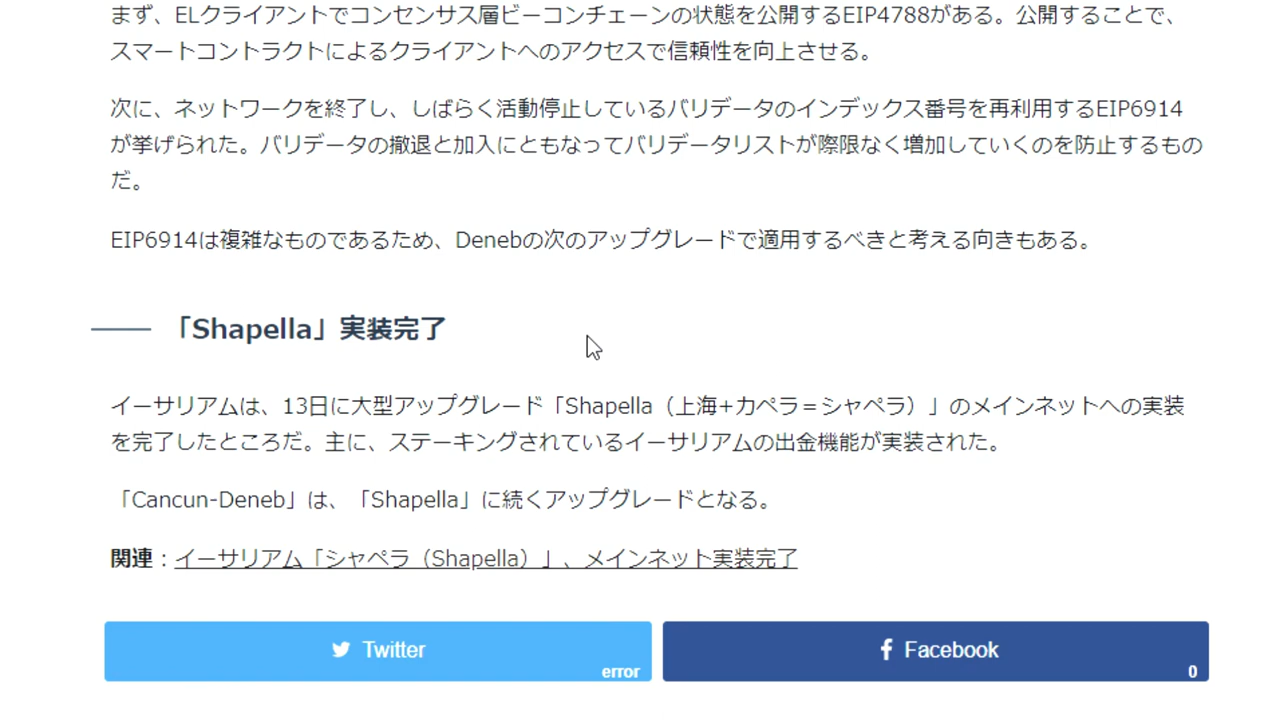 まず、ELクライアントでコンセンサス層ビーコンチェーンの状態を公開するEIP4788がある。公開することで、
スマートコントラクトによるクライアントへのアクセスで信頼性を向上させる。
次に、ネットワークを終了し、しばらく活動停止しているバリデータのインデックス番号を再利用するEIP6914
が挙げられた。バリデータの撤退と加入にともなってバリデータリストが際限なく増加していくのを防止するもの
だ。
EIP6914は複雑なものであるため、Denebの次のアップグレードで適用するべきと考える向きもある。
「Shapella」実装完了
イーサリアムは、13日に大型アップグレード「Shapella（上海+カペラ＝シャペラ）」のメインネットへの実装
を完了したところだ。主に、ステーキングされているイーサリアムの出金機能が実装された。
「Cancun-Deneb」は、「Shapella」に続くアップグレードとなる。
関連：イーサリアム「シャペラ（Shapella）」、メインネット実装完了
Twitter
error
Facebook
0